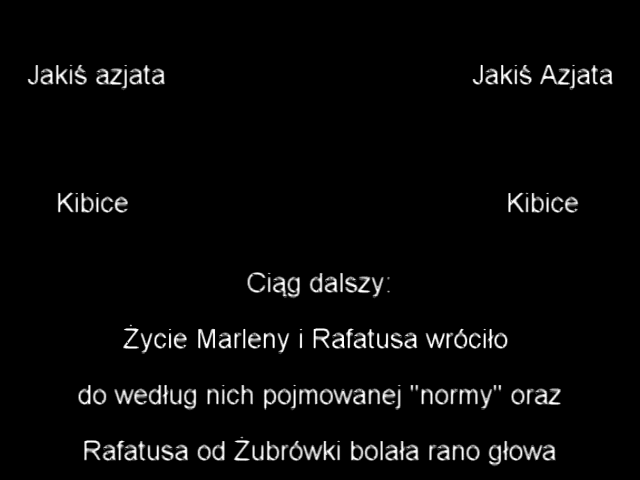 Jakiś azjata Jakiś Azjata
Kibice Kibice
Ciąg dalszy:
Życie Marleny i Rafatusa wróciło
do według nich pojmowanej "normy" oraz
Rafatusa od Żubrówki bolała rano głowa